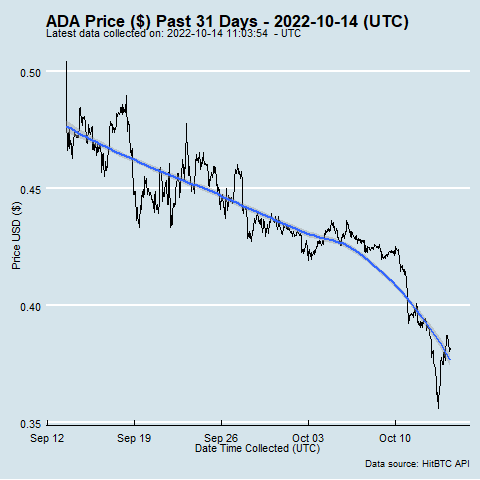 ADA Price ($) Past 31 Days - 2022-10-14 (UTC)
Latest data collected on: 2022-10-14 11:03:54 - UTC
0.50
0.45
0.40
0.35
Price USD ($)
Sep 12
Sep 19
Sep 26
Oct 03
Oct 10
Date Time Collected (UTC)
Data source: HitBTC API